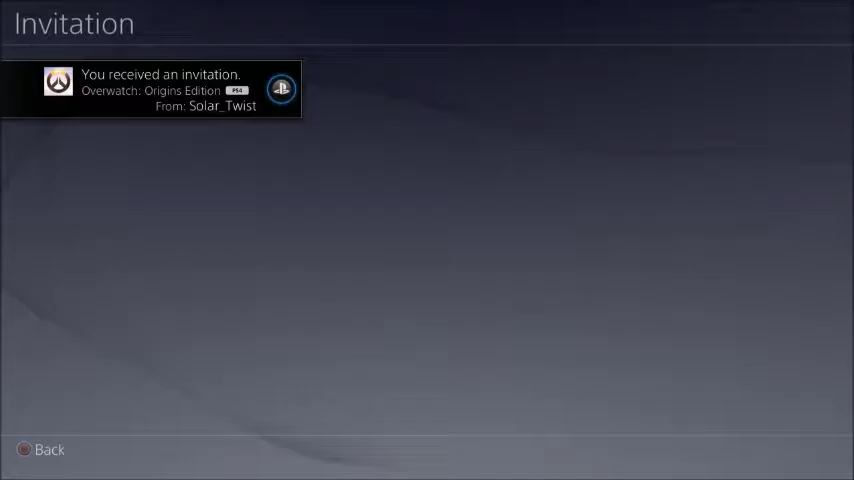 Invitation
You received an invitation.
Overwatch: Origins Edition PS4
From: Solar_Twist
Back